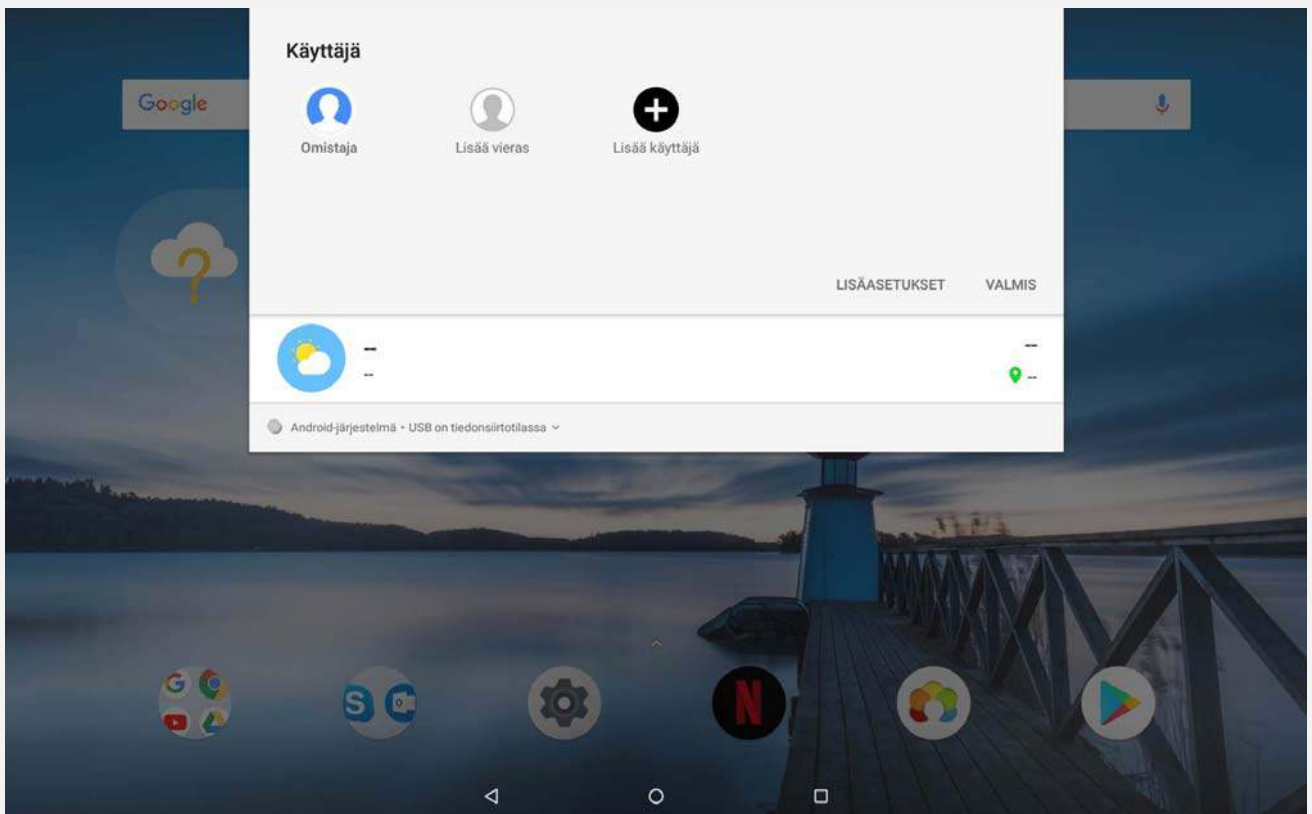 Käyttäjä
Google
Omistaja
Lisää vieras
Lisää käyttäjä
LISÄASETUKSET
VALMIS
--
--
--
--
Android-järjestelmä • USB on tiedonsiirtotilassa